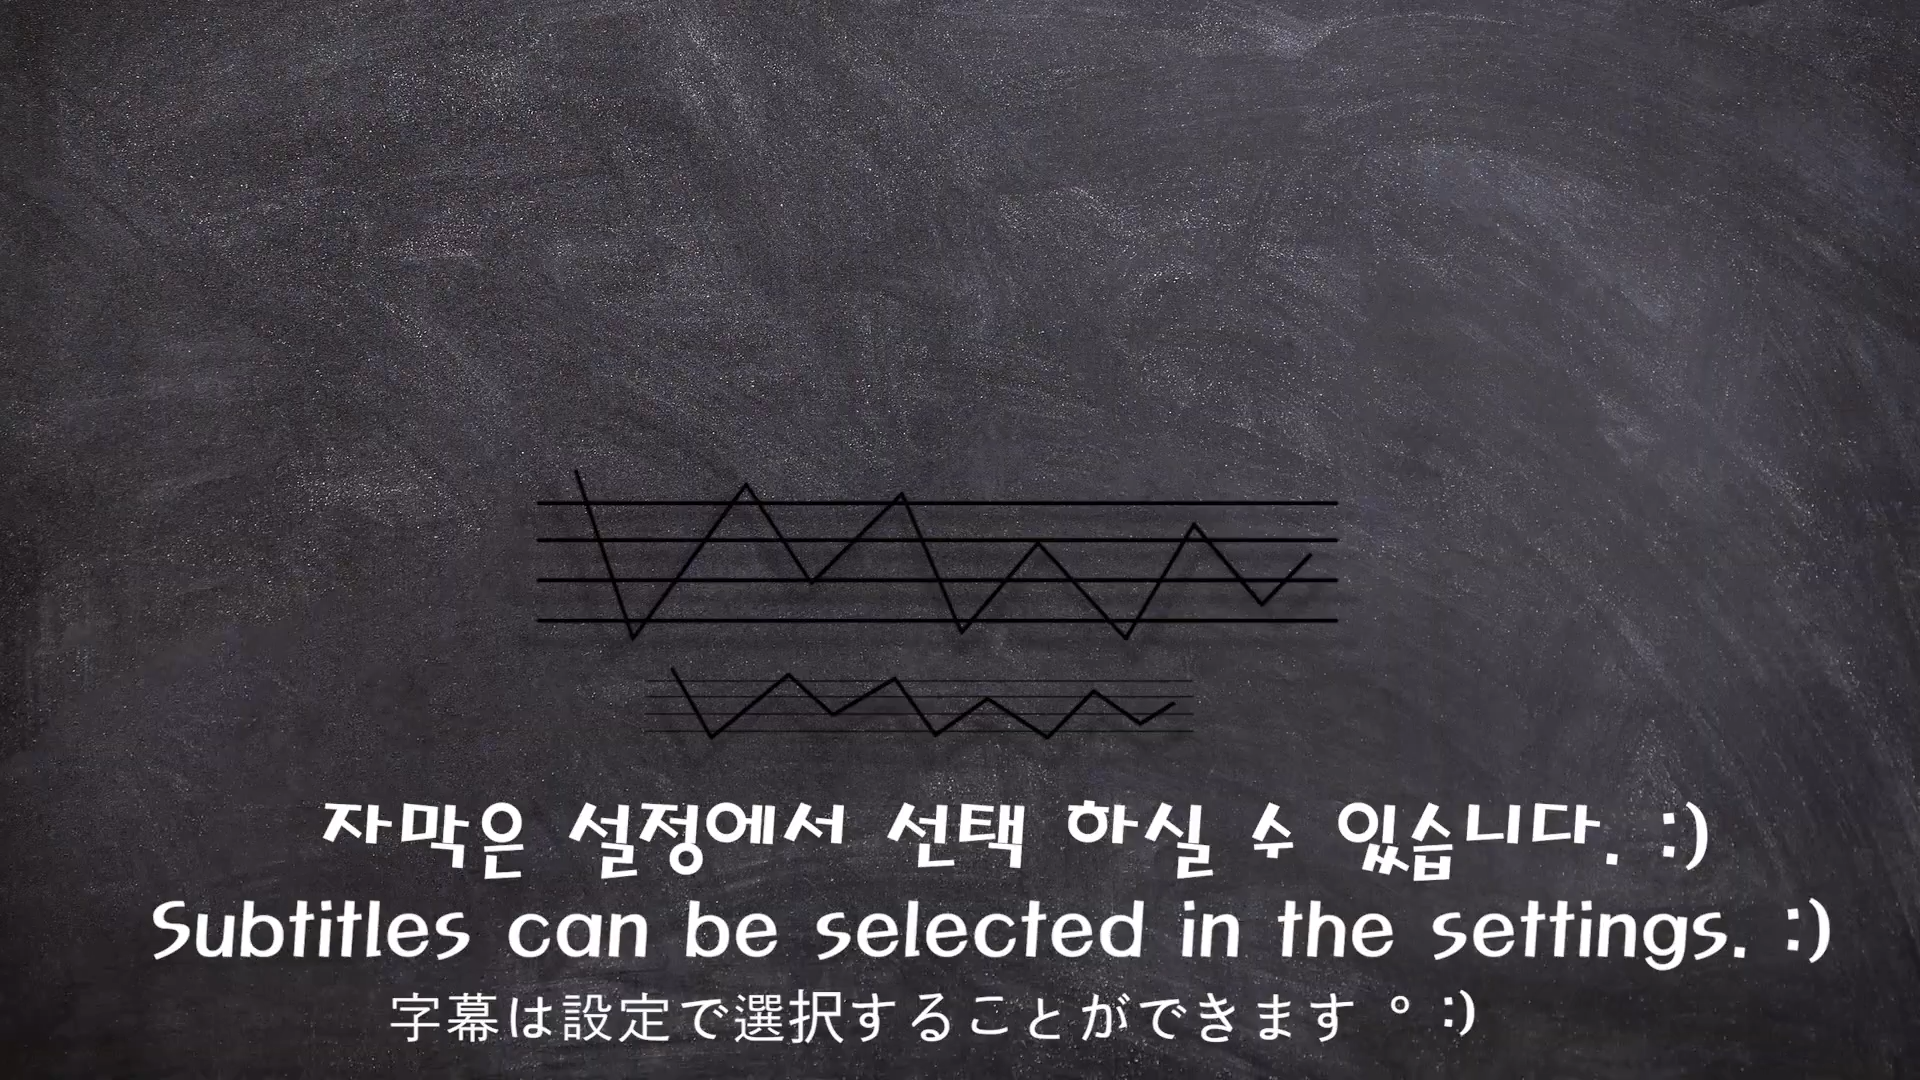 자막은 설정에서 선택 하실 수 있습니다. :)
Subtitles can be selected in the settings. :)
字幕は設定で選択することができます。:)